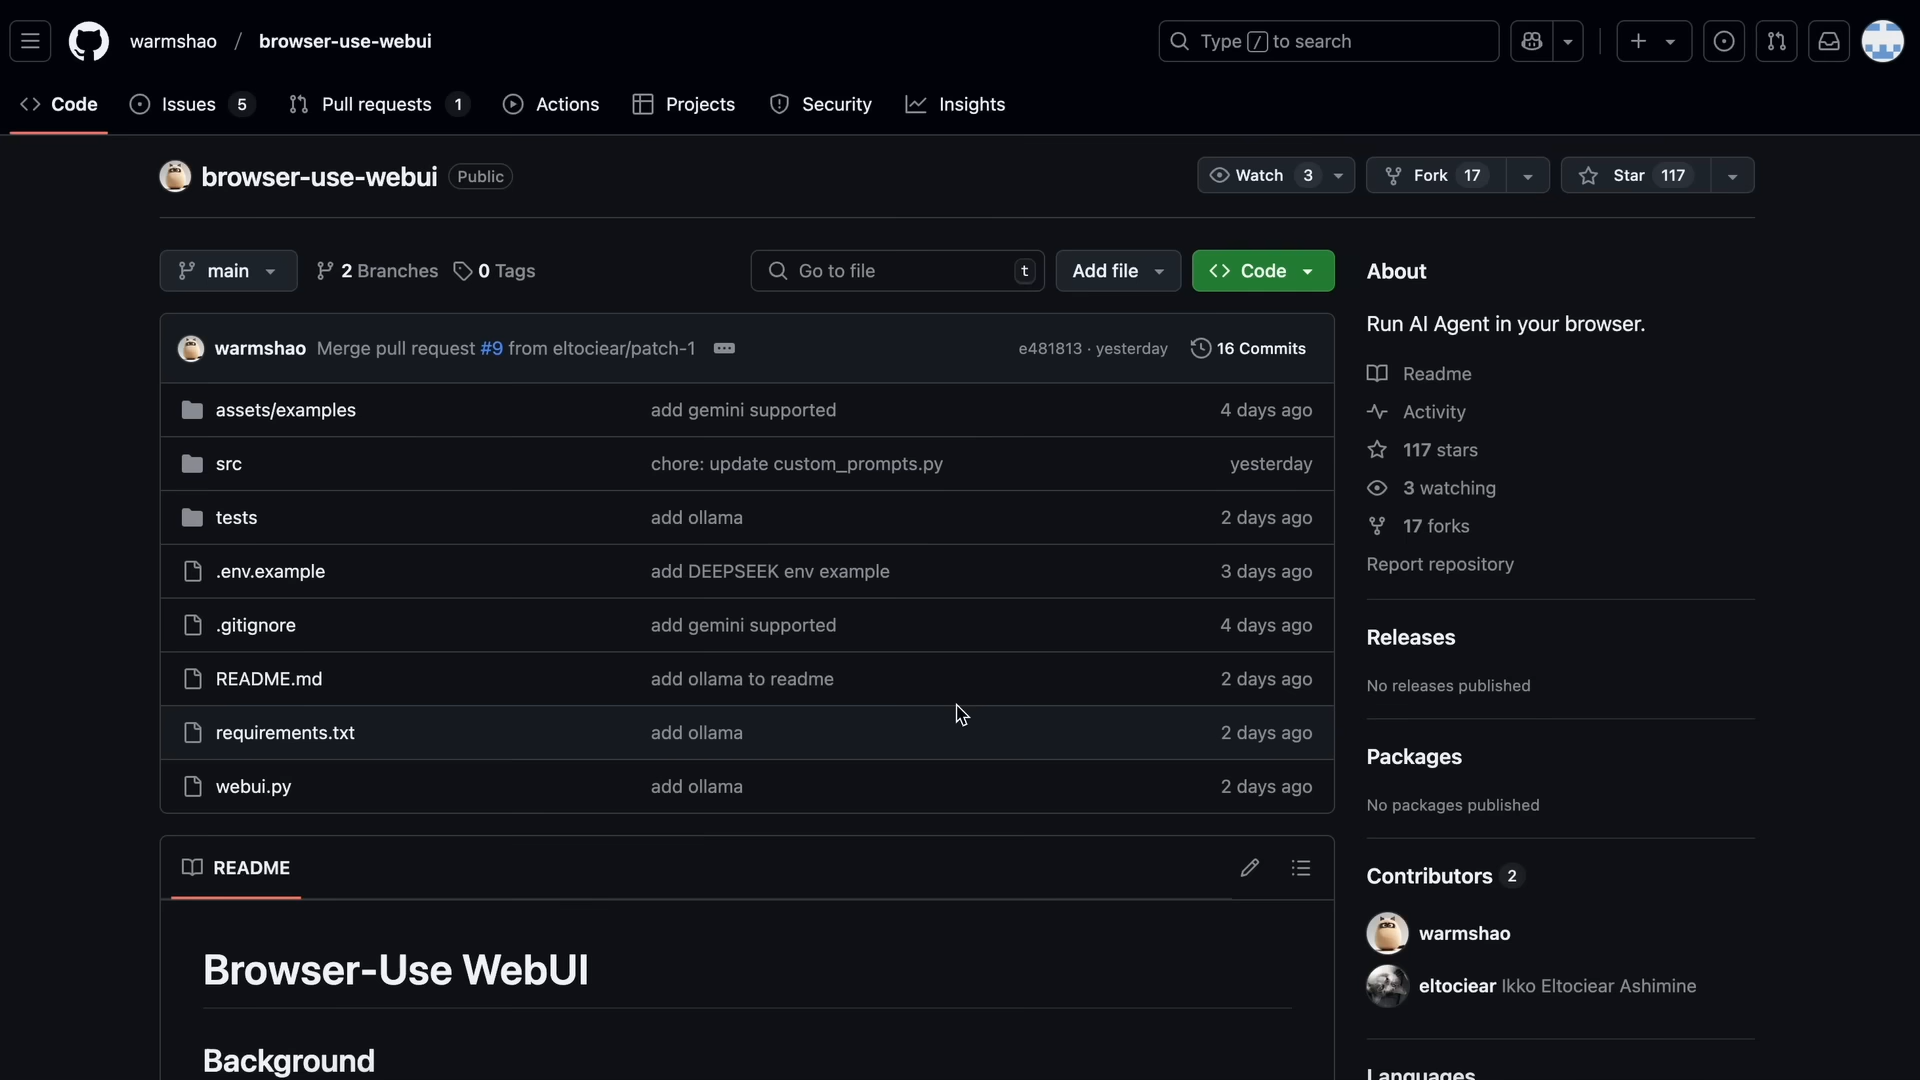 warmshao / browser-use-webui
Type / to search
Code Issues 5 Pull requests 1 Actions Projects Security Insights
browser-use-webui Public
Watch 3 Fork 17 Star 117
main 2 Branches 0 Tags Go to file t Add file Code
warmshao Merge pull request #9 from eltociear/patch-1 e481813 · yesterday 16 Commits
assets/examples add gemini supported 4 days ago
src chore: update custom_prompts.py yesterday
tests add ollama 2 days ago
.env.example add DEEPSEEK env example 3 days ago
.gitignore add gemini supported 4 days ago
README.md add ollama to readme 2 days ago
requirements.txt add ollama 2 days ago
webui.py add ollama 2 days ago
README
Browser-Use WebUI
Background
About
Run AI Agent in your browser.
Readme
Activity
117 stars
3 watching
17 forks
Report repository
Releases
No releases published
Packages
No packages published
Contributors 2
warmshao
eltociear Ikko Eltociear Ashimine
Languages